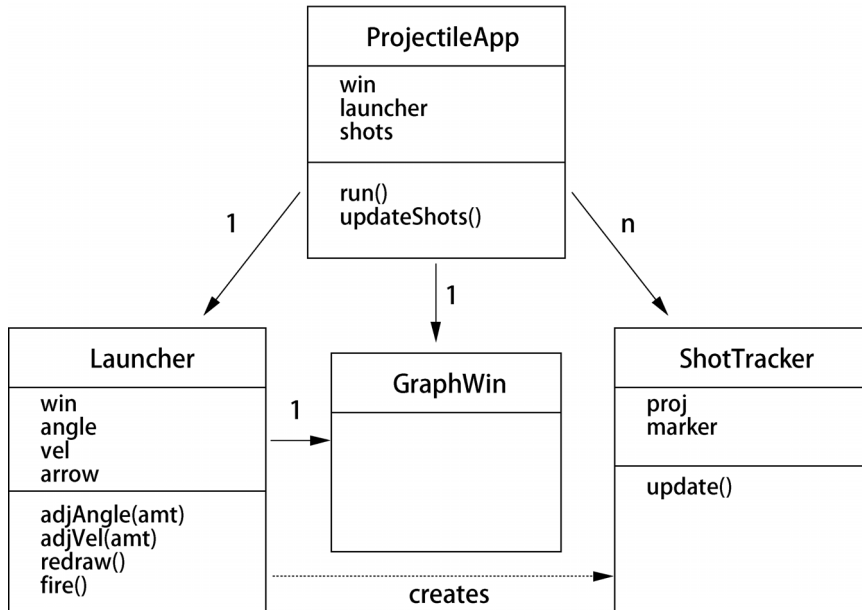 ProjectileApp
win
launcher
shots
run()
updateShots()
1
1
n
Launcher
win
angle
vel
arrow
adjAngle(amt)
adjVel(amt)
redraw()
fire()
1
GraphWin
ShotTracker
proj
marker
update()
creates